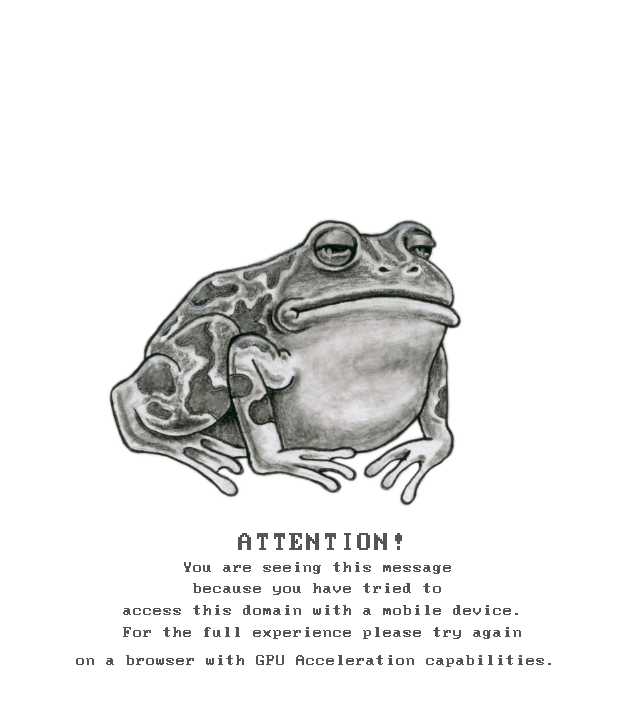 ATTENTION!
You are seeing this message
because you have tried to
access this domain with a mobile device.
For the full experience please try again
on a browser with GPU Acceleration capabilities.